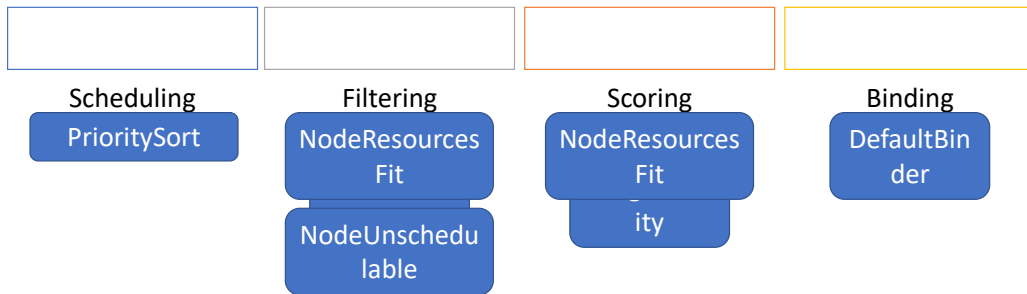 Scheduling
Filtering
Scoring
Binding
PrioritySort
NodeResources
Fit
NodeUnschedu
lable
NodeResources
Fit
ity
DefaultBin
der